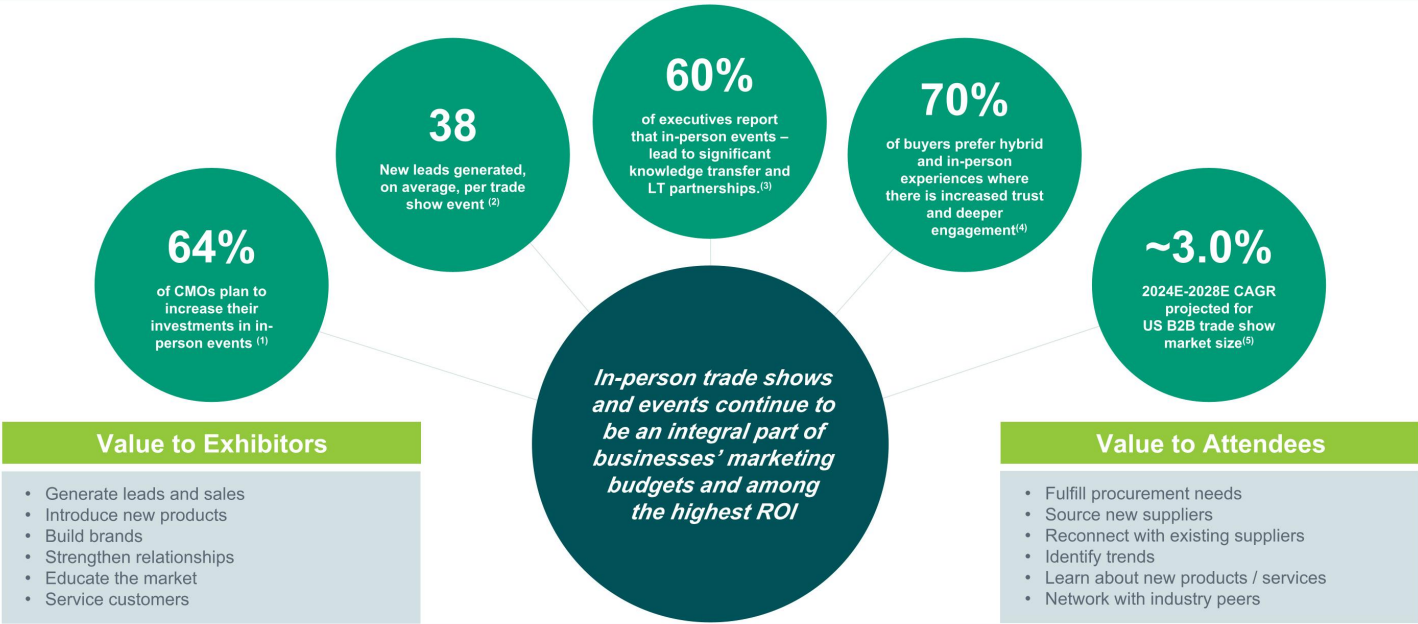 64%
of CMOs plan to
increase their
investments in in-
person events (1)
38
New leads generated,
on average, per trade
show event (2)
60%
of executives report
that in-person events –
lead to significant
knowledge transfer and
LT partnerships.(3)
70%
of buyers prefer hybrid
and in-person
experiences where
there is increased trust
and deeper
engagement(4)
~3.0%
2024E-2028E CAGR
projected for
US B2B trade show
market size(5)
In-person trade shows
and events continue to
be an integral part of
businesses’ marketing
budgets and among
the highest ROI
Value to Exhibitors
• Generate leads and sales
• Introduce new products
• Build brands
• Strengthen relationships
• Educate the market
• Service customers
Value to Attendees
• Fulfill procurement needs
• Source new suppliers
• Reconnect with existing suppliers
• Identify trends
• Learn about new products / services
• Network with industry peers